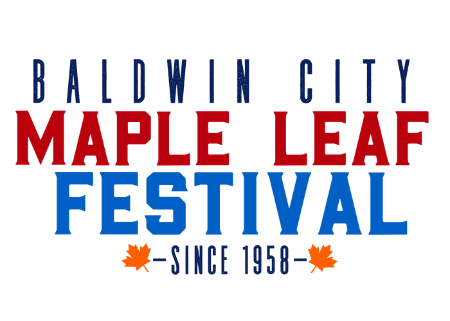 BALDWIN CITY
MAPLE LEAF
FESTIVAL
-SINCE 1958-